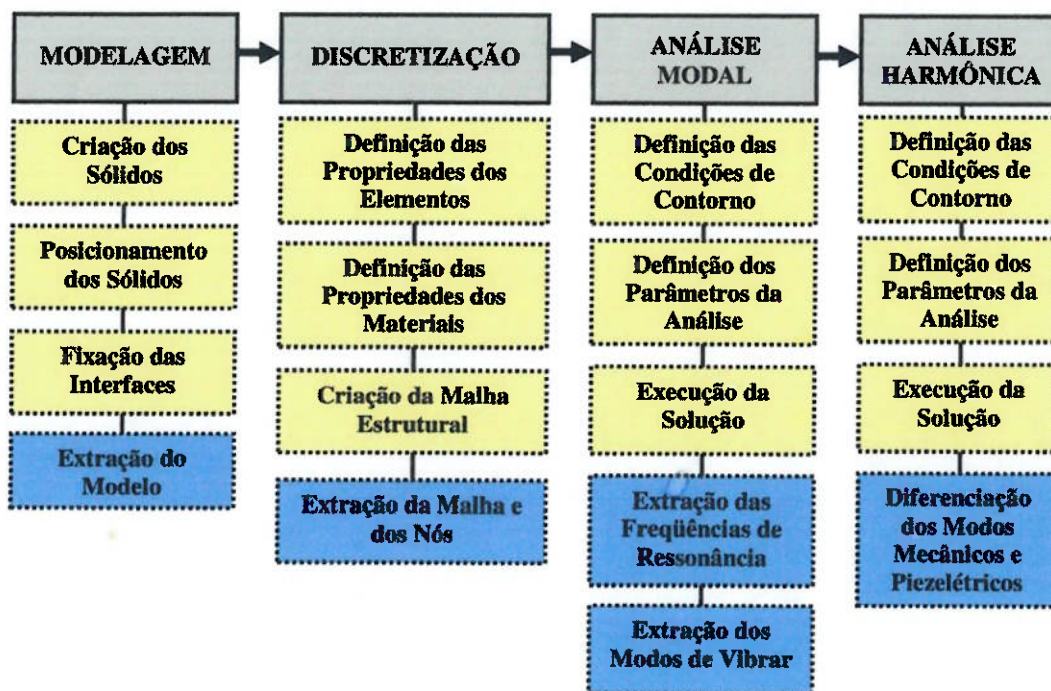 MODELAGEM
Criação dos
Sólidos
Posicionamento
dos Sólidos
Fixação das
Interfaces
Extração do
Modelo
DISCRETIZAÇÃO
Definição das
Propriedades dos
Elementos
Definição das
Propriedades dos
Materiais
Criação da Malha
Estrutural
Extração da Malha e
dos Nós
ANÁLISE
MODAL
Definição das
Condições de
Contorno
Definição dos
Parâmetros da
Análise
Execução da
Solução
Extração das
Freqüências de
Ressonância
Extração dos
Modos de Vibrar
ANÁLISE
HARMÔNICA
Definição das
Condições de
Contorno
Definição dos
Parâmetros da
Análise
Execução da
Solução
Diferenciação
dos Modos
Mecânicos e
Piezelétricos